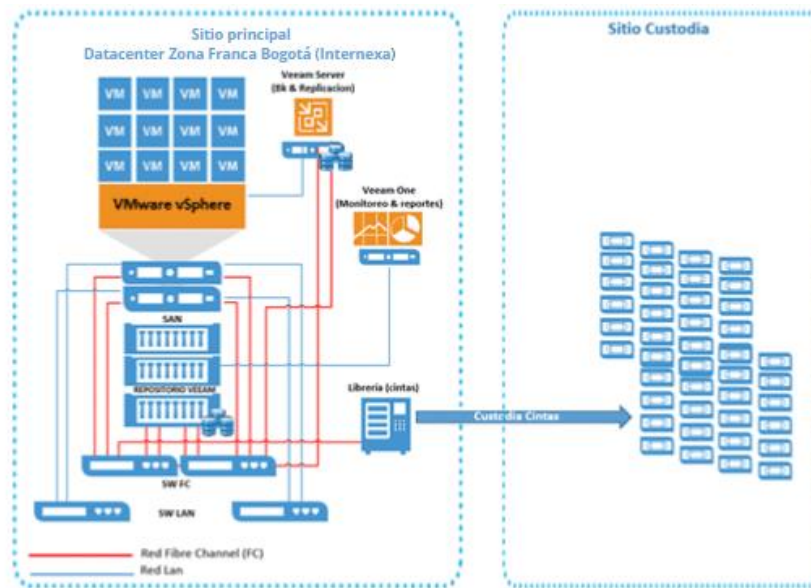 Sitio principal
Datacenter Zona Franca Bogotá (Internexa)
VM VM VM VM
VM VM VM VM
VM VM VM VM
VMware vSphere
Veeam Server
(Bk & Replicacion)
Veeam One
(Monitoreo & reportes)
SAN
REPOSITORIO VEEAM
Librería (cintas)
SW FC
SW LAN
Red Fibre Channel (FC)
Red Lan
Custodia Cintas
Sitio Custodia